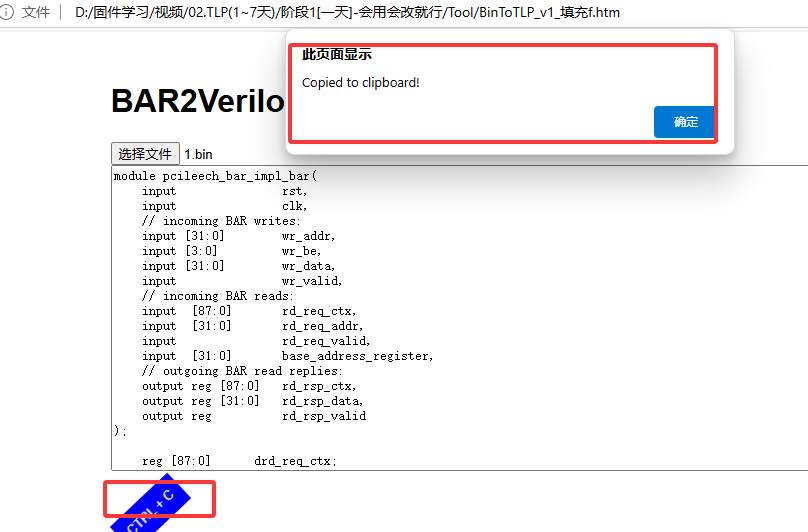 文件 D:/固件学习/视频/02.TLP(1~7天)/阶段1[一天]-会用会改就行/Tool/BinToTLP_v1_填充f.htm
此页面显示
Copied to clipboard!
确定
BAR2Verilo
选择文件 1.bin
module pcileech_bar_impl_bar(
    input               rst,
    input               clk,
    // incoming BAR writes:
    input [31:0]        wr_addr,
    input [3:0]         wr_be,
    input [31:0]        wr_data,
    input               wr_valid,
    // incoming BAR reads:
    input  [87:0]       rd_req_ctx,
    input  [31:0]       rd_req_addr,
    input               rd_req_valid,
    input  [31:0]       base_address_register,
    // outgoing BAR read replies:
    output reg [87:0]   rd_rsp_ctx,
    output reg [31:0]   rd_rsp_data,
    output reg          rd_rsp_valid
);
    reg [87:0]      drd_req_ctx;
CTRL + C